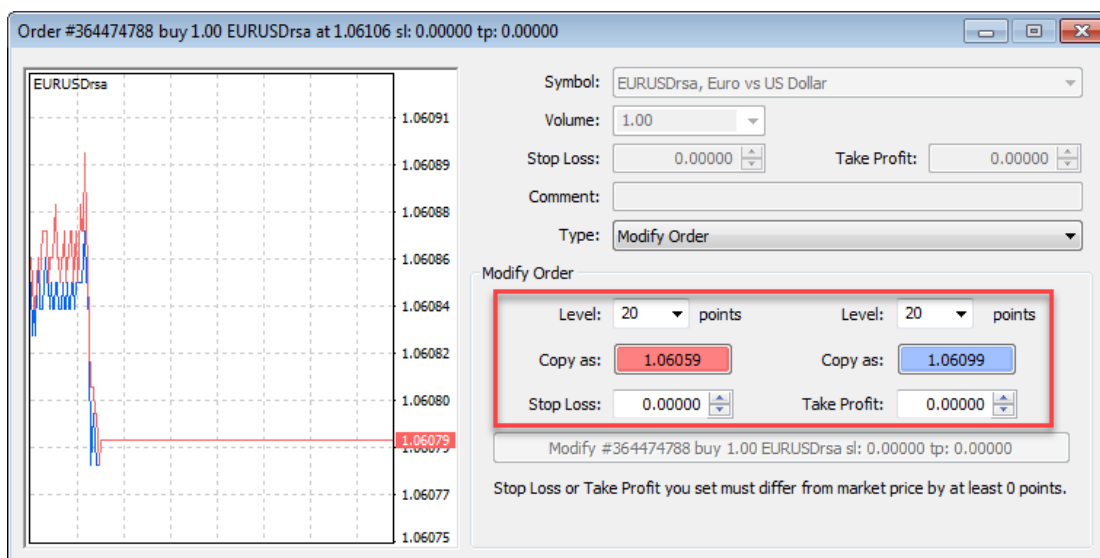 Order #364474788 buy 1.00 EURUSDrsa at 1.06106 sl: 0.00000 tp: 0.00000
EURUSDrsa
1.06091
1.06089
1.06088
1.06086
1.06084
1.06082
1.06080
1.06079
1.06079
1.06077
1.06075
Symbol: EURUSDrsa, Euro vs US Dollar
Volume: 1.00
Stop Loss: 0.00000 Take Profit: 0.00000
Comment:
Type: Modify Order
Modify Order
Level: 20 points Level: 20 points
Copy as: 1.06059 Copy as: 1.06099
Stop Loss: 0.00000 Take Profit: 0.00000
Modify #364474788 buy 1.00 EURUSDrsa sl: 0.00000 tp: 0.00000
Stop Loss or Take Profit you set must differ from market price by at least 0 points.